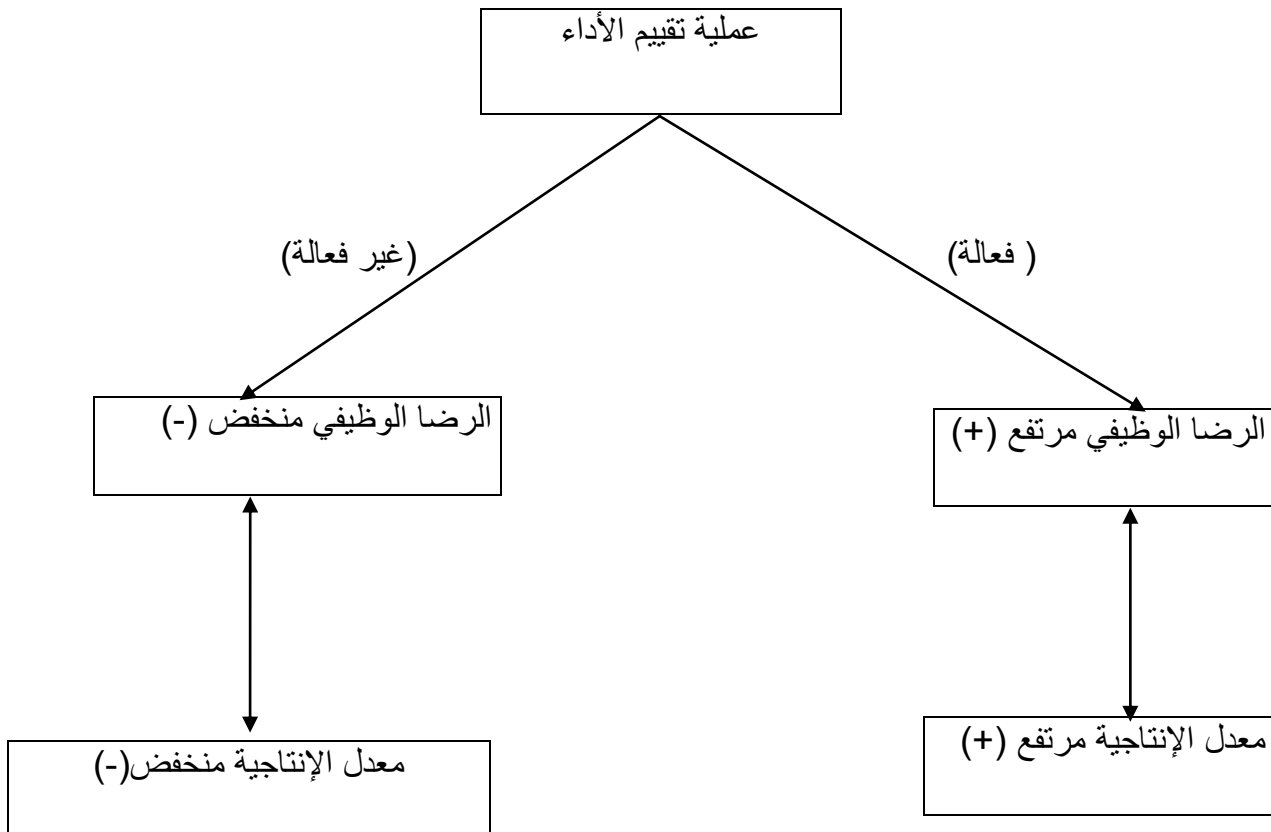 عملية تقييم الأداء
( فعالة)
(غير فعالة)
الرضا الوظيفي مرتفع (+)
الرضا الوظيفي منخفض (-)
معدل الإنتاجية مرتفع (+)
معدل الإنتاجية منخفض(-)